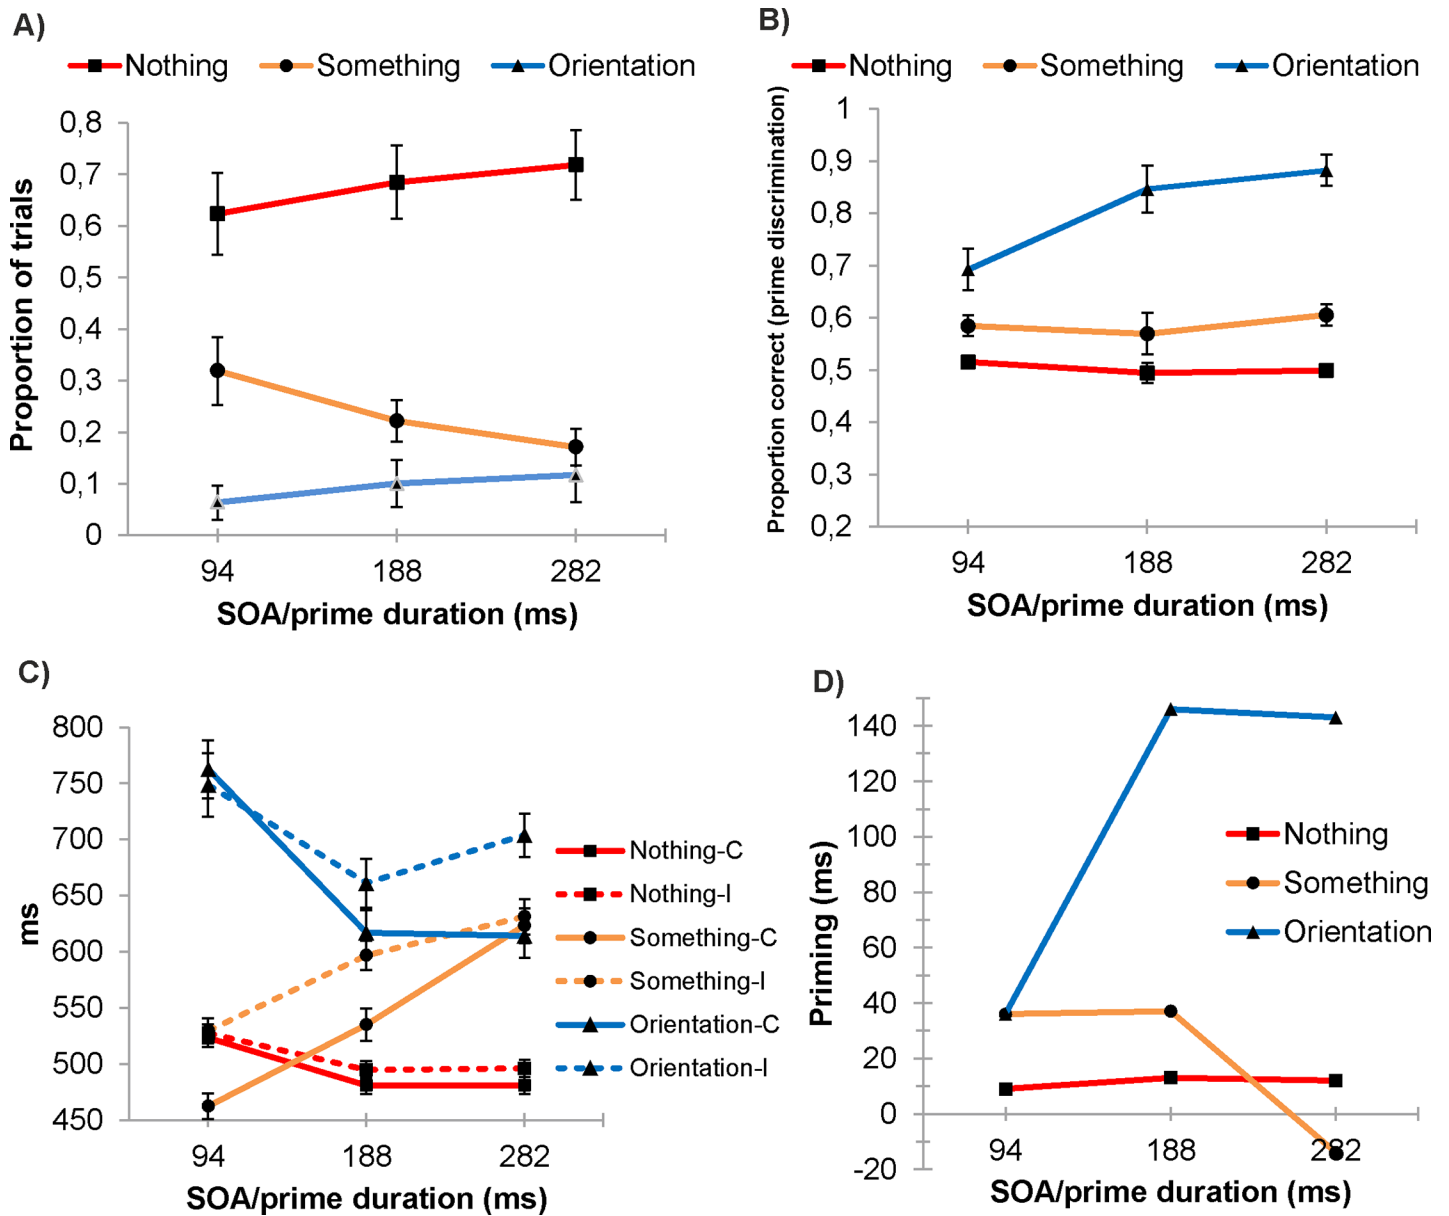 A)
Nothing Something Orientation
Proportion of trials
0,8
0,7
0,6
0,5
0,4
0,3
0,2
0,1
0
94 188 282
SOA/prime duration (ms)
B)
Nothing Something Orientation
Proportion correct (prime discrimination)
1
0,9
0,8
0,7
0,6
0,5
0,4
0,3
0,2
94 188 282
SOA/prime duration (ms)
C)
ms
800
750
700
650
600
550
500
450
94 188 282
SOA/prime duration (ms)
Nothing-C
Nothing-I
Something-C
Something-I
Orientation-C
Orientation-I
D)
Priming (ms)
140
120
100
80
60
40
20
0
-20
94 188 282
SOA/prime duration (ms)
Nothing
Something
Orientation